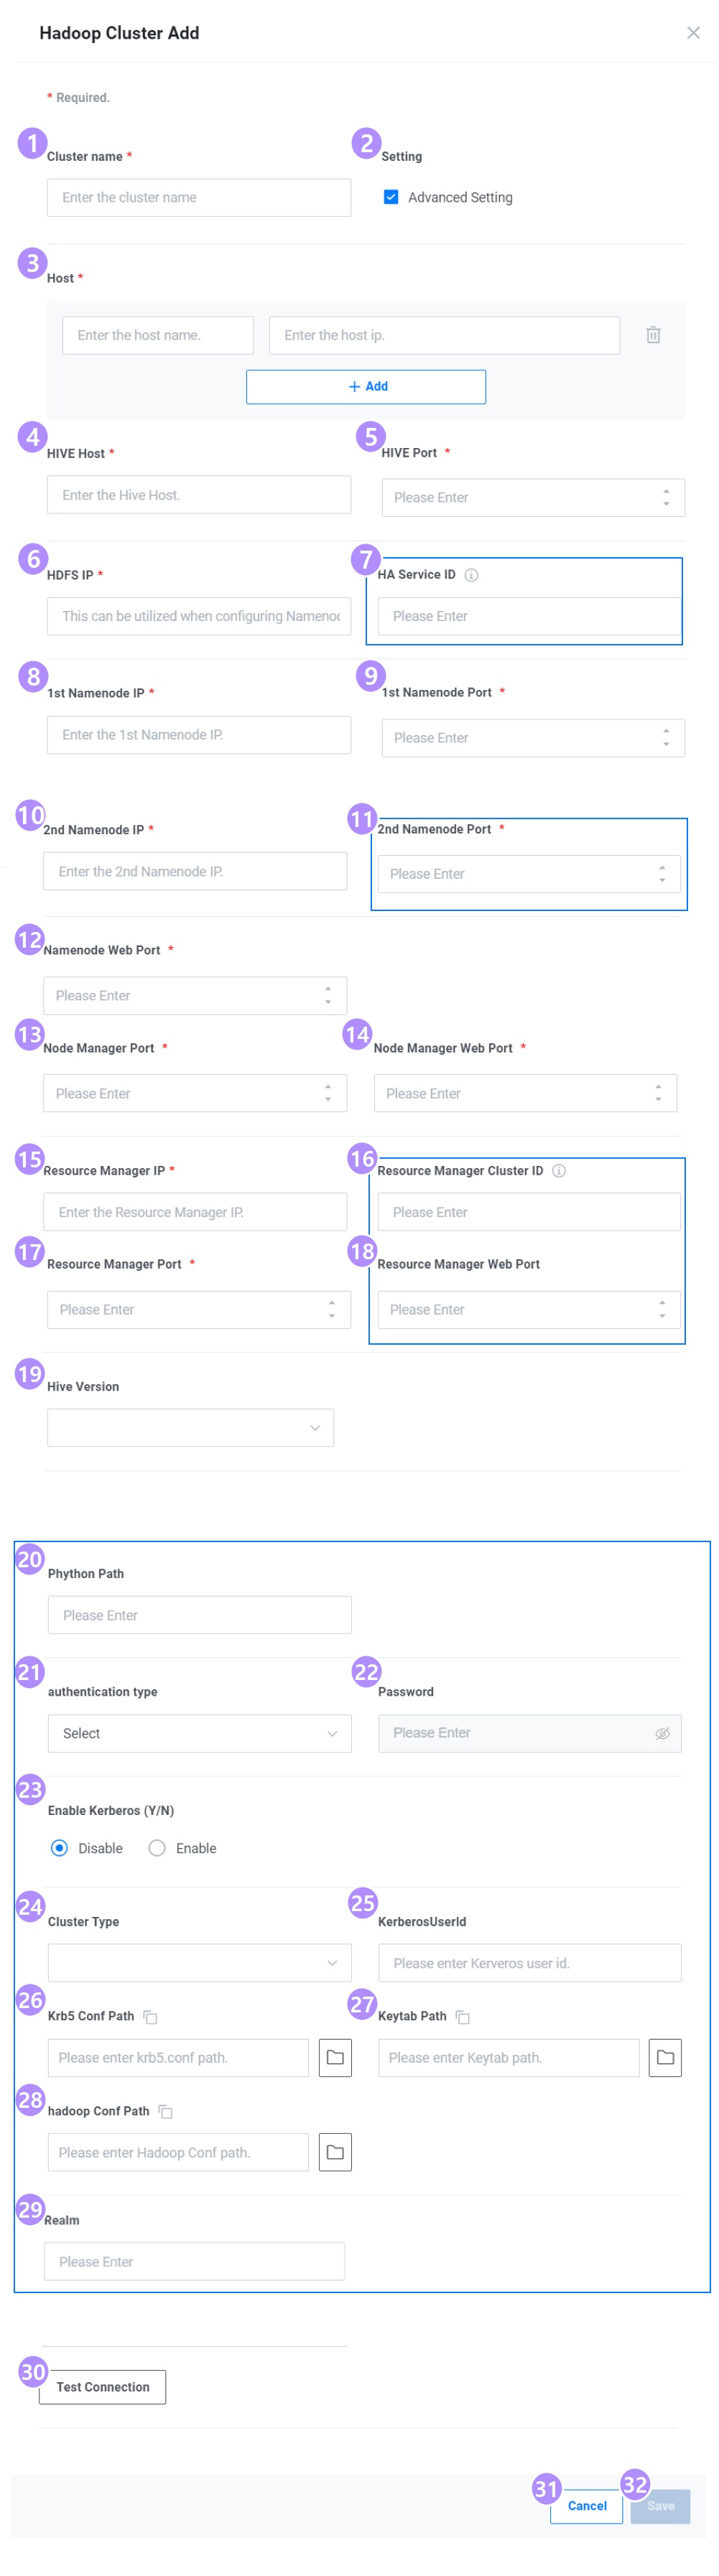 Hadoop Cluster Add
* Required.
1 2
Cluster name * Setting
Enter the cluster name Advanced Setting
3
Host *
Enter the host name. Enter the host ip.
+ Add
4 5
HIVE Host * HIVE Port *
Enter the Hive Host. Please Enter
6 7
HDFS IP * HA Service ID
This can be utilized when configuring Nameno Please Enter
8 9
1st Namenode IP * 1st Namenode Port *
Enter the 1st Namenode IP. Please Enter
10 11
2nd Namenode IP * 2nd Namenode Port *
Enter the 2nd Namenode IP. Please Enter
12
Namenode Web Port *
Please Enter
13 14
Node Manager Port * Node Manager Web Port *
Please Enter Please Enter
15 16
Resource Manager IP * Resource Manager Cluster ID
Enter the Resource Manager IP. Please Enter
17 18
Resource Manager Port * Resource Manager Web Port
Please Enter Please Enter
19
Hive Version
20
Phython Path
Please Enter
21 22
authentication type Password
Select Please Enter
23
Enable Kerberos (Y/N)
Disable Enable
24 25
Cluster Type KerberosUserId
Please enter Kerveros user id.
26 27
Krb5 Conf Path Keytab Path
Please enter krb5.conf path. Please enter Keytab path.
28
hadoop Conf Path
Please enter Hadoop Conf path.
29
Realm
Please Enter
30
Test Connection
31 32
Cancel Save